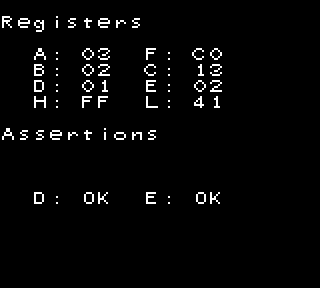 Registers
A: 03 F: C0
B: 02 C: 13
D: 01 E: 02
H: FF L: 41
Assertions
D: OK E: OK